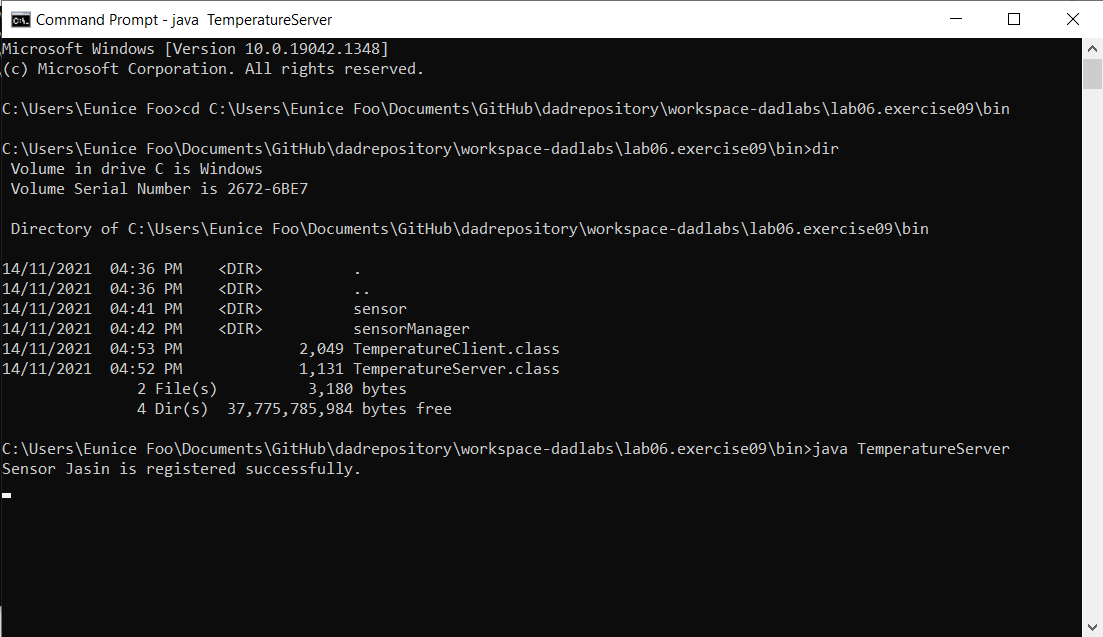 Command Prompt - java  TemperatureServer
Microsoft Windows [Version 10.0.19042.1348]
(c) Microsoft Corporation. All rights reserved.
C:\Users\Eunice Foo>cd C:\Users\Eunice Foo\Documents\GitHub\dadrepository\workspace-dadlabs\lab06.exercise09\bin
C:\Users\Eunice Foo\Documents\GitHub\dadrepository\workspace-dadlabs\lab06.exercise09\bin>dir
 Volume in drive C is Windows
 Volume Serial Number is 2672-6BE7
 Directory of C:\Users\Eunice Foo\Documents\GitHub\dadrepository\workspace-dadlabs\lab06.exercise09\bin
14/11/2021  04:36 PM    <DIR>          .
14/11/2021  04:36 PM    <DIR>          ..
14/11/2021  04:41 PM    <DIR>          sensor
14/11/2021  04:42 PM    <DIR>          sensorManager
14/11/2021  04:53 PM             2,049 TemperatureClient.class
14/11/2021  04:52 PM             1,131 TemperatureServer.class
               2 File(s)          3,180 bytes
               4 Dir(s)  37,775,785,984 bytes free
C:\Users\Eunice Foo\Documents\GitHub\dadrepository\workspace-dadlabs\lab06.exercise09\bin>java TemperatureServer
Sensor Jasin is registered successfully.